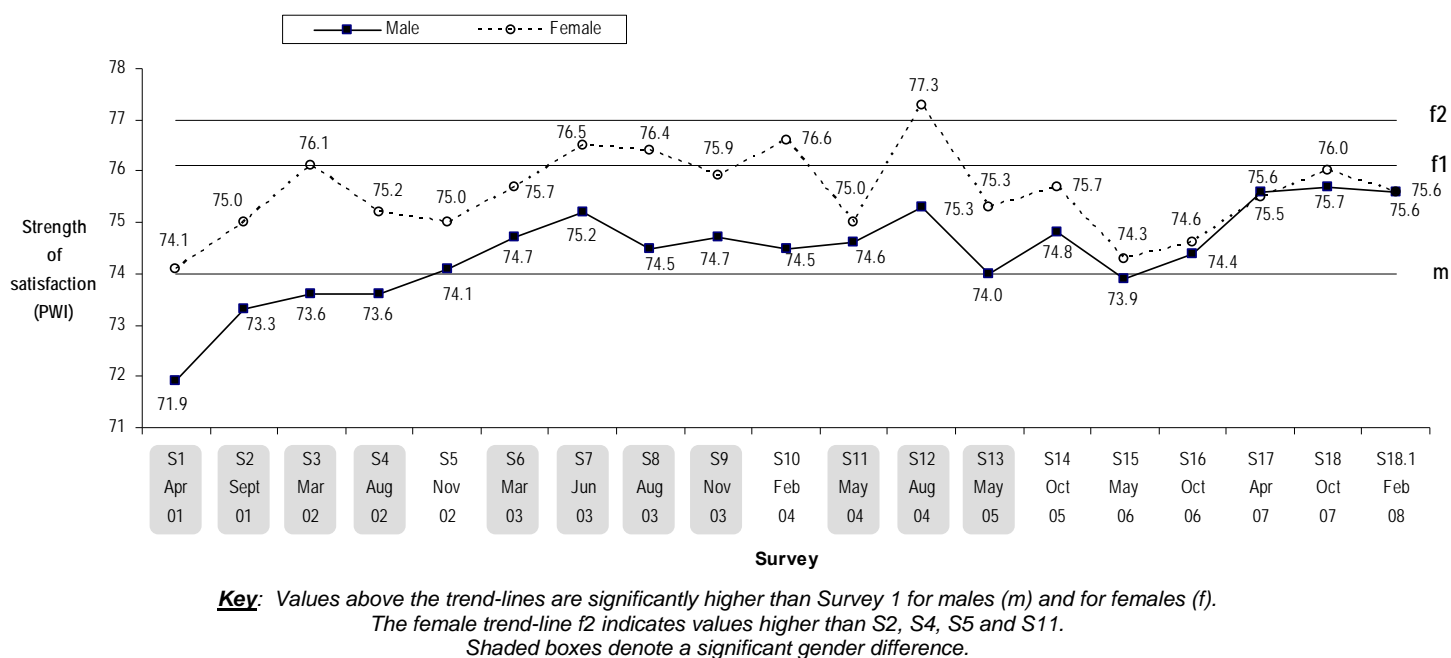 Male Female
78
77
76
75
74
73
72
71
Strength
of
satisfaction
(PWI)
74.1 75.0 76.1 75.2 75.0 75.7 76.5 76.4 75.9 76.6 75.0 77.3 75.3 75.7 74.3 74.6 75.5 76.0 75.6
71.9 73.3 73.6 73.6 74.1 74.7 75.2 74.5 74.7 74.5 74.6 75.3 74.0 74.8 73.9 74.4 75.6 75.7 75.6
f2
f1
m
S1 S2 S3 S4 S5 S6 S7 S8 S9 S10 S11 S12 S13 S14 S15 S16 S17 S18 S18.1
Apr Sept Mar Aug Nov Mar Jun Aug Nov Feb May Aug May Oct May Oct Apr Oct Feb
01 01 02 02 02 03 03 03 03 04 04 04 05 05 06 06 07 07 08
Survey
Key: Values above the trend-lines are significantly higher than Survey 1 for males (m) and for females (f).
The female trend-line f2 indicates values higher than S2, S4, S5 and S11.
Shaded boxes denote a significant gender difference.